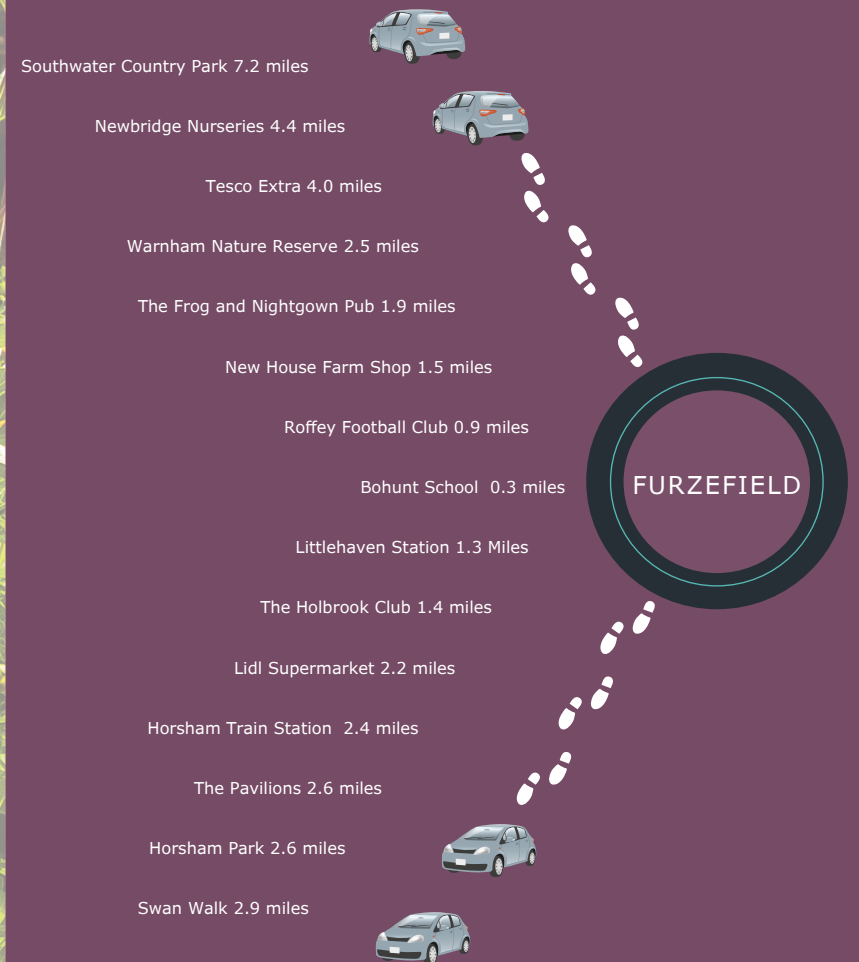 Southwater Country Park 7.2 miles
Newbridge Nurseries 4.4 miles
Tesco Extra 4.0 miles
Warnham Nature Reserve 2.5 miles
The Frog and Nightgown Pub 1.9 miles
New House Farm Shop 1.5 miles
Roffey Football Club 0.9 miles
Bohunt School  0.3 miles
FURZEFIELD
Littlehaven Station 1.3 Miles
The Holbrook Club 1.4 miles
Lidl Supermarket 2.2 miles
Horsham Train Station  2.4 miles
The Pavilions 2.6 miles
Horsham Park 2.6 miles
Swan Walk 2.9 miles